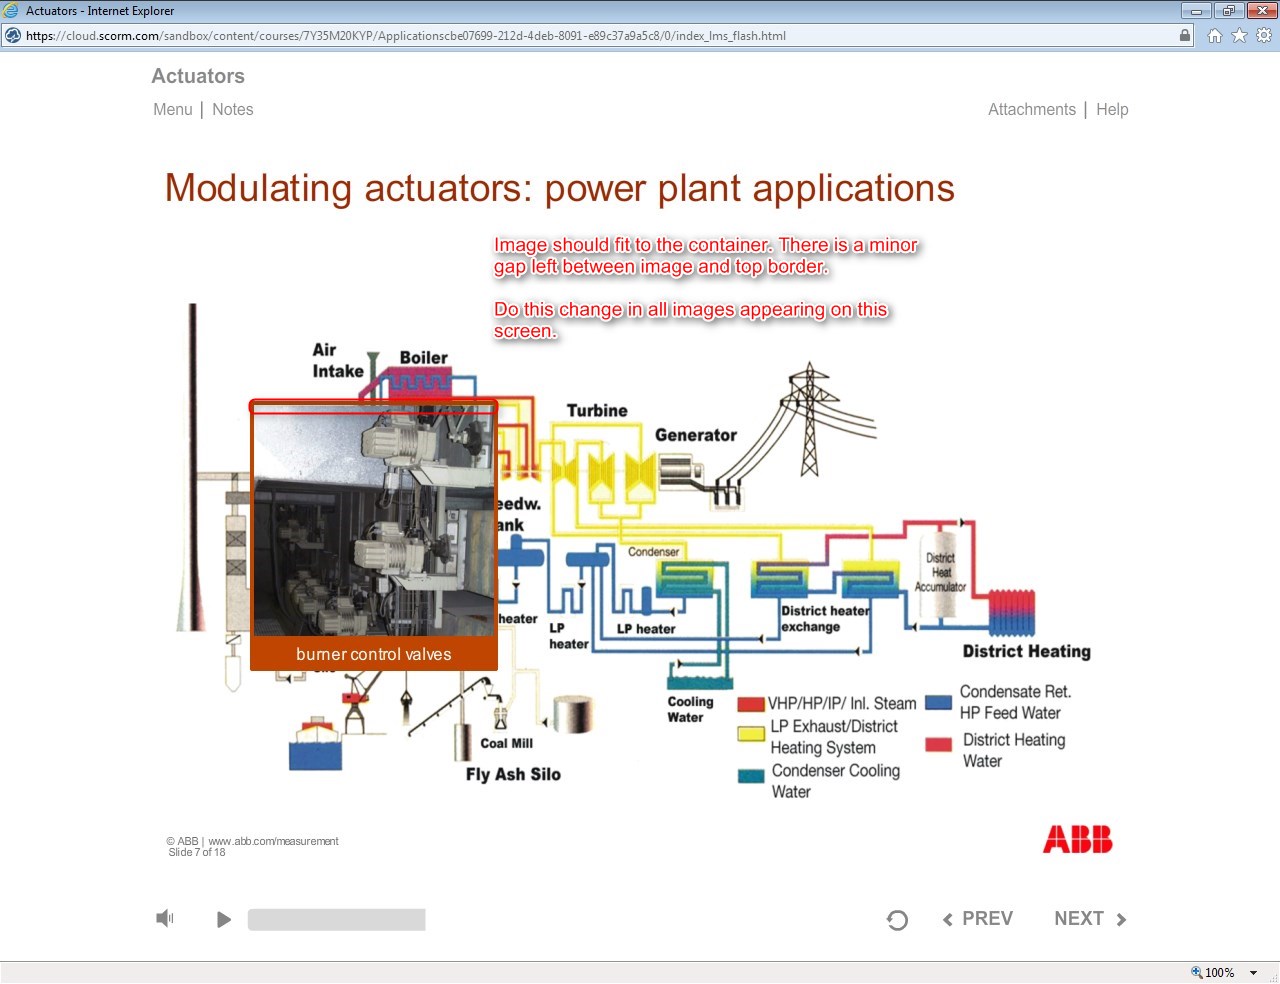 Actuators - Internet Explorer
https://cloud.scorm.com/sandbox/content/courses/7Y35M20KYP/Applicationscbe07699-212d-4deb-8091-e89c37a9a5c8/0/index_lms_flash.html
Actuators
Menu | Notes
Attachments | Help
Modulating actuators: power plant applications
Image should fit to the container. There is a minor
gap left between image and top border.
Do this change in all images appearing on this
screen.
Air
Intake
Boiler
Turbine
Generator
eedw.
ank
Condenser
District
Heat
Accumulator
heater
LP
heater
LP heater
District heater
exchange
District Heating
burner control valves
Cooling
Water
VHP/HP/IP/ Inl. Steam
LP Exhaust/District
Heating System
Condenser Cooling
Water
Condensate Ret.
HP Feed Water
District Heating
Water
Coal Mill
Fly Ash Silo
© ABB | www.abb.com/measurement
Slide 7 of 18
ABB
PREV
NEXT
100%